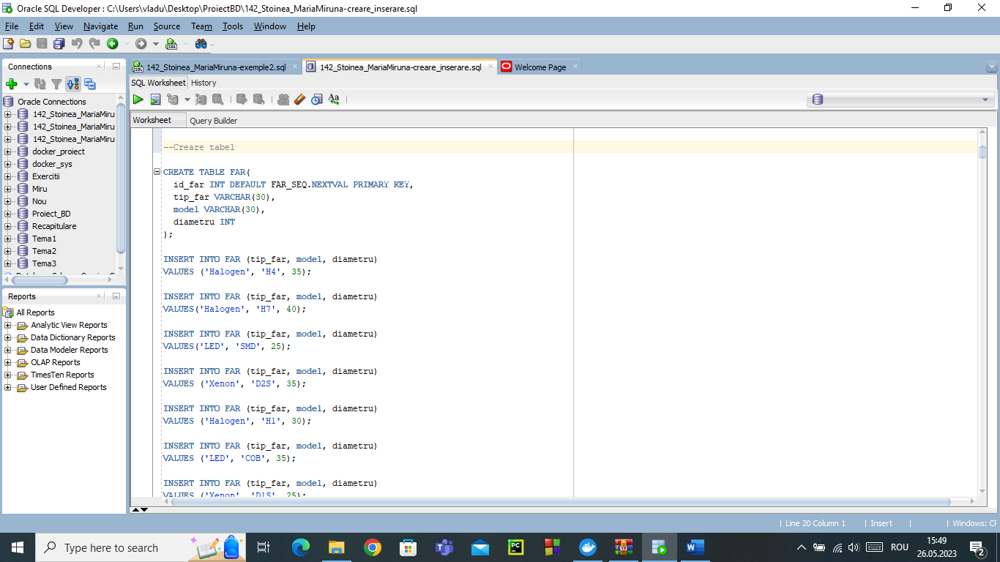 Oracle SQL Developer : C:\Users\vladu\Desktop\ProiectBD\142_Stoinea_MariaMiruna-creare_inserare.sql
File Edit View Navigate Run Source Team Tools Window Help
Connections
Oracle Connections
142_Stoinea_MariaMiru
142_Stoinea_MariaMiru
142_Stoinea_MariaMiru
docker_proiect
docker_sys
Exercitii
Miru
Nou
Proiect_BD
Recapitulare
Tema1
Tema2
Tema3
Reports
All Reports
Analytic View Reports
Data Dictionary Reports
Data Modeler Reports
OLAP Reports
TimesTen Reports
User Defined Reports
142_Stoinea_MariaMiruna-exemple2.sql 142_Stoinea_MariaMiruna-creare_inserare.sql Welcome Page
SQL Worksheet History
Worksheet Query Builder
--Creare tabel
CREATE TABLE FAR(
id_far INT DEFAULT FAR_SEQ.NEXTVAL PRIMARY KEY,
tip_far VARCHAR(30),
model VARCHAR(30),
diametru INT
);
INSERT INTO FAR (tip_far, model, diametru)
VALUES ('Halogen', 'H4', 35);
INSERT INTO FAR (tip_far, model, diametru)
VALUES('Halogen', 'H7', 40);
INSERT INTO FAR (tip_far, model, diametru)
VALUES('LED', 'SMD', 25);
INSERT INTO FAR (tip_far, model, diametru)
VALUES ('Xenon', 'D2S', 35);
INSERT INTO FAR (tip_far, model, diametru)
VALUES ('Halogen', 'H1', 30);
INSERT INTO FAR (tip_far, model, diametru)
VALUES ('LED', 'COB', 35);
INSERT INTO FAR (tip_far, model, diametru)
VALUES ('Xenon', 'D1S', 25);
Line 20 Column 1 Insert Windows: CR
Type here to search
ROU
15:49
26.05.2023
2